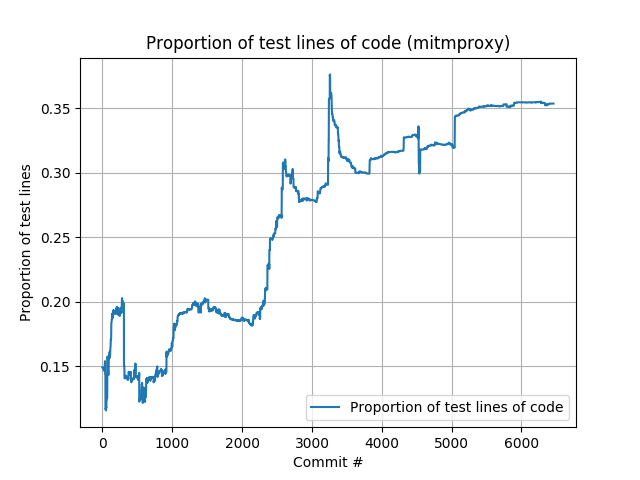 Proportion of test lines of code (mitmproxy)
Proportion of test lines
0.35
0.30
0.25
0.20
0.15
Proportion of test lines of code
0 1000 2000 3000 4000 5000 6000
Commit #